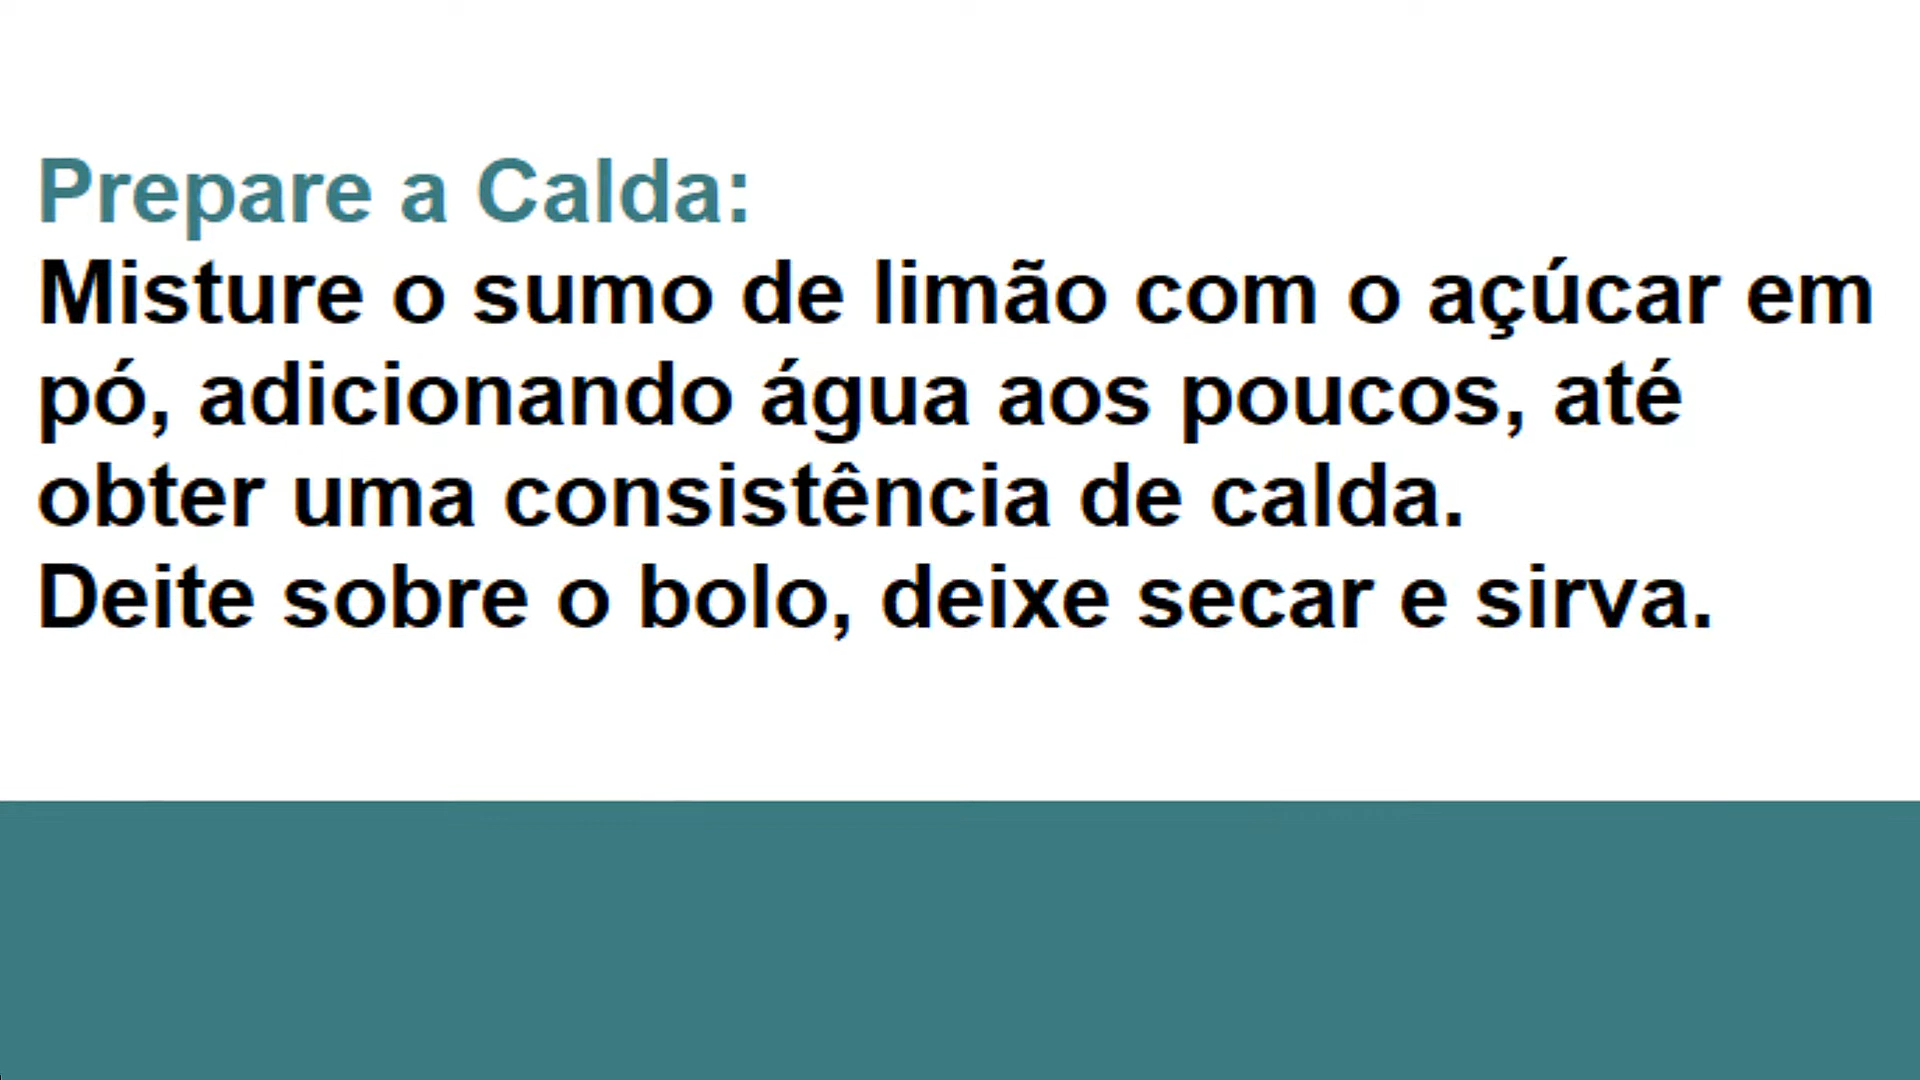 Prepare a Calda:
Misture o sumo de limão com o açúcar em
pó, adicionando água aos poucos, até
obter uma consistência de calda.
Deite sobre o bolo, deixe secar e sirva.